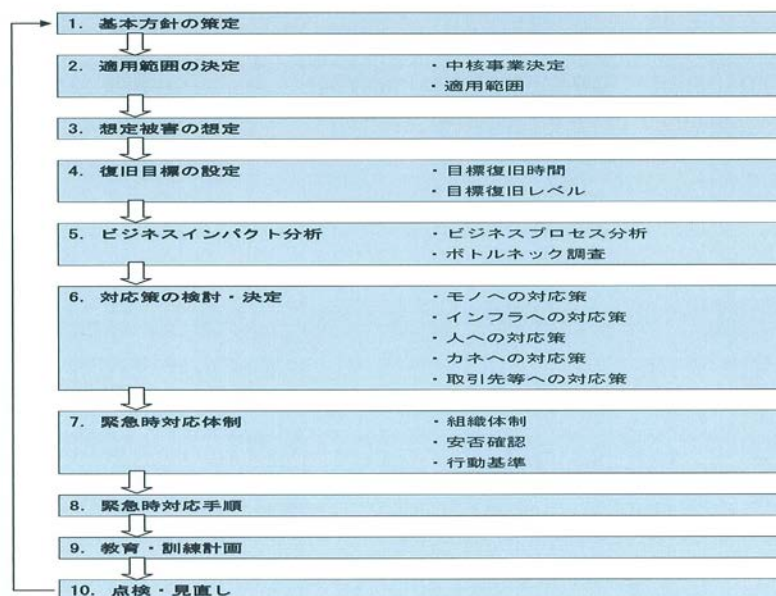 1. 基本方針の策定
2. 適用範囲の決定
・中核事業決定
・適用範囲
3. 想定被害の想定
4. 復旧目標の設定
・目標復旧時間
・目標復旧レベル
5. ビジネスインパクト分析
・ビジネスプロセス分析
・ボトルネック調査
6. 対応策の検討・決定
・モノへの対応策
・インフラへの対応策
・人への対応策
・カネへの対応策
・取引先等への対応策
7. 緊急時対応体制
・組織体制
・安否確認
・行動基準
8. 緊急時対応手順
9. 教育・訓練計画
10. 点検・見直し